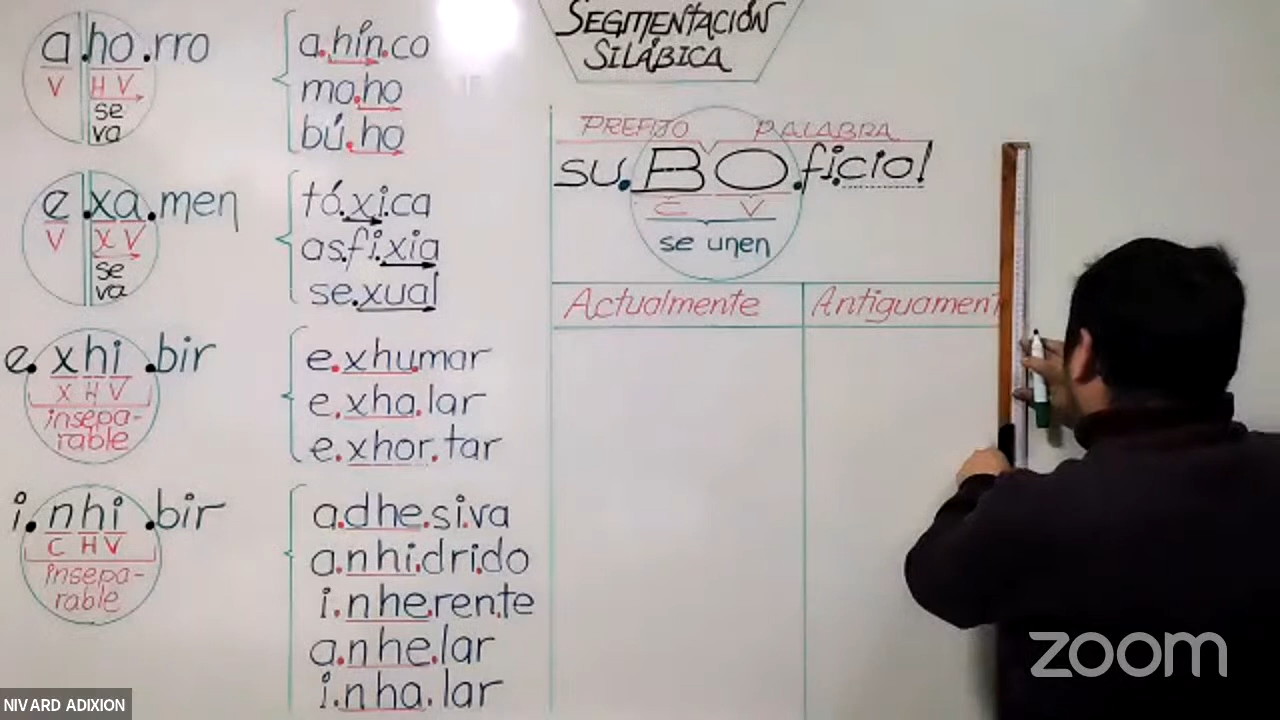 SEGMENTACIÓN
SILÁBICA
a.ho.rro
V H V
se
va
a.hín.co
mo.ho
bú.ho
e.xa.men
V X V
se
va
tó.xi.ca
as.fi.xia
se.xual
e.xhi.bir
X H V
insepa-
rable
e.xhumar
e.xha.lar
e.xhor.tar
i.nhi.bir
C H V
insepa-
rable
a.dhe.si.va
a.nhi.dri.do
i.nhe.ren.te
a.nhe.lar
i.nha.lar
PREFIJO PALABRA
su.BO.fi.cial
C V
se unen
Actualmente Antiguament
NIVARD ADIXION
zoom